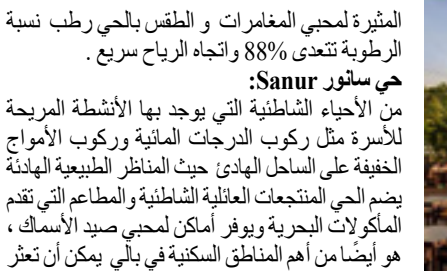 المثيرة لمحبي المغامرات و الطقس بالحي رطب نسبة
الرطوبة تتعدى 88% واتجاه الرياح سريع .
حي سانور Sanur:
من الأحياء الشاطئية التي يوجد بها الأنشطة المريحة
للأسرة مثل ركوب الدرجات المائية وركوب الأمواج
الخفيفة على الساحل الهادئ حيث المناظر الطبيعية الهادئة
يضم الحي المنتجعات العائلية الشاطئية والمطاعم التي تقدم
المأكولات البحرية ويوفر أماكن لمحبي صيد الأسماك ،
هو أيضًا من أهم المناطق السكنية في بالي يمكن أن تعثر